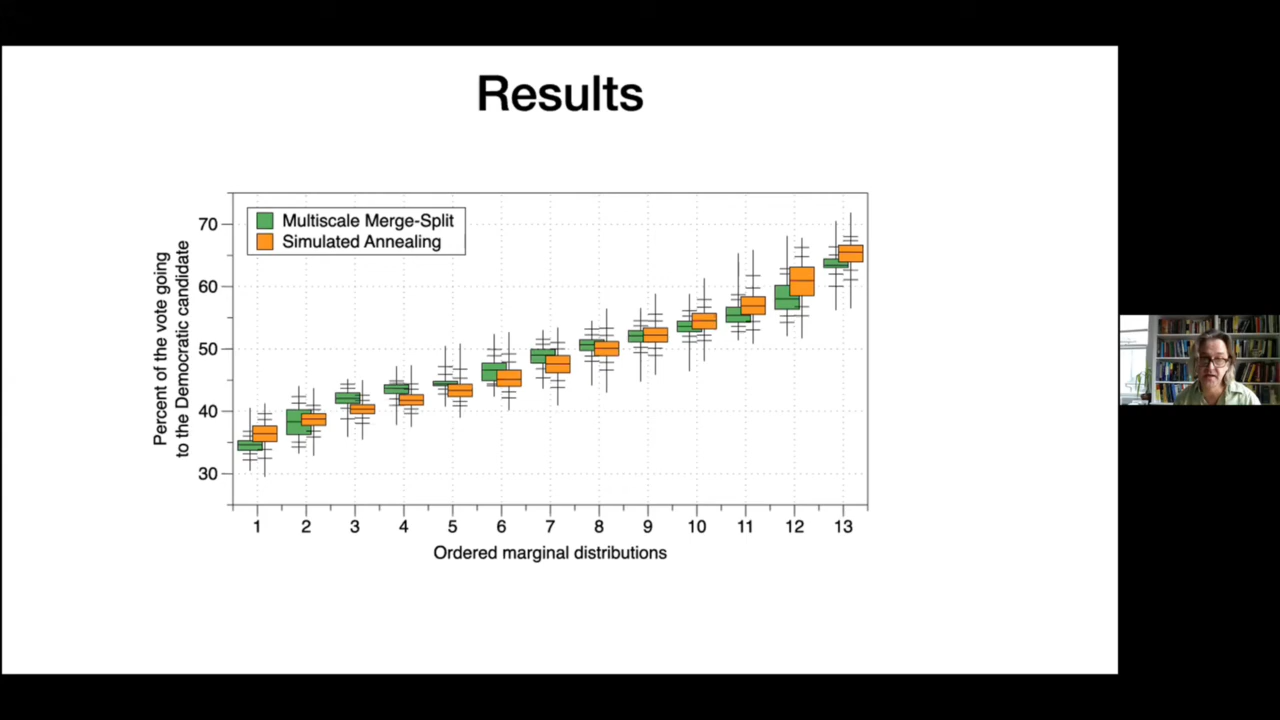 Results
Multiscale Merge-Split
Simulated Annealing
Percent of the vote going
to the Democratic candidate
70
60
50
40
30
1 2 3 4 5 6 7 8 9 10 11 12 13
Ordered marginal distributions